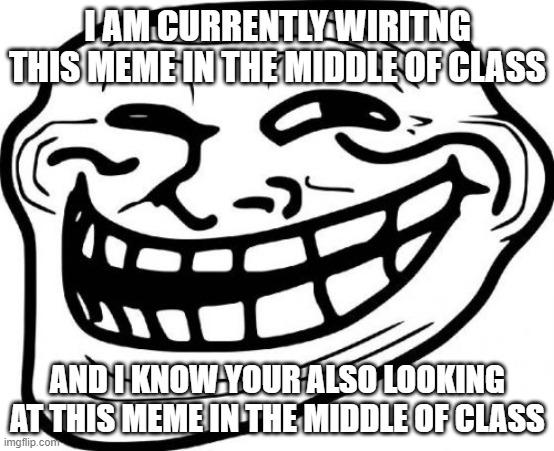 I AM CURRENTLY WIRITNG
THIS MEME IN THE MIDDLE OF CLASS
AND I KNOW YOUR ALSO LOOKING
AT THIS MEME IN THE MIDDLE OF CLASS
imgflip.com